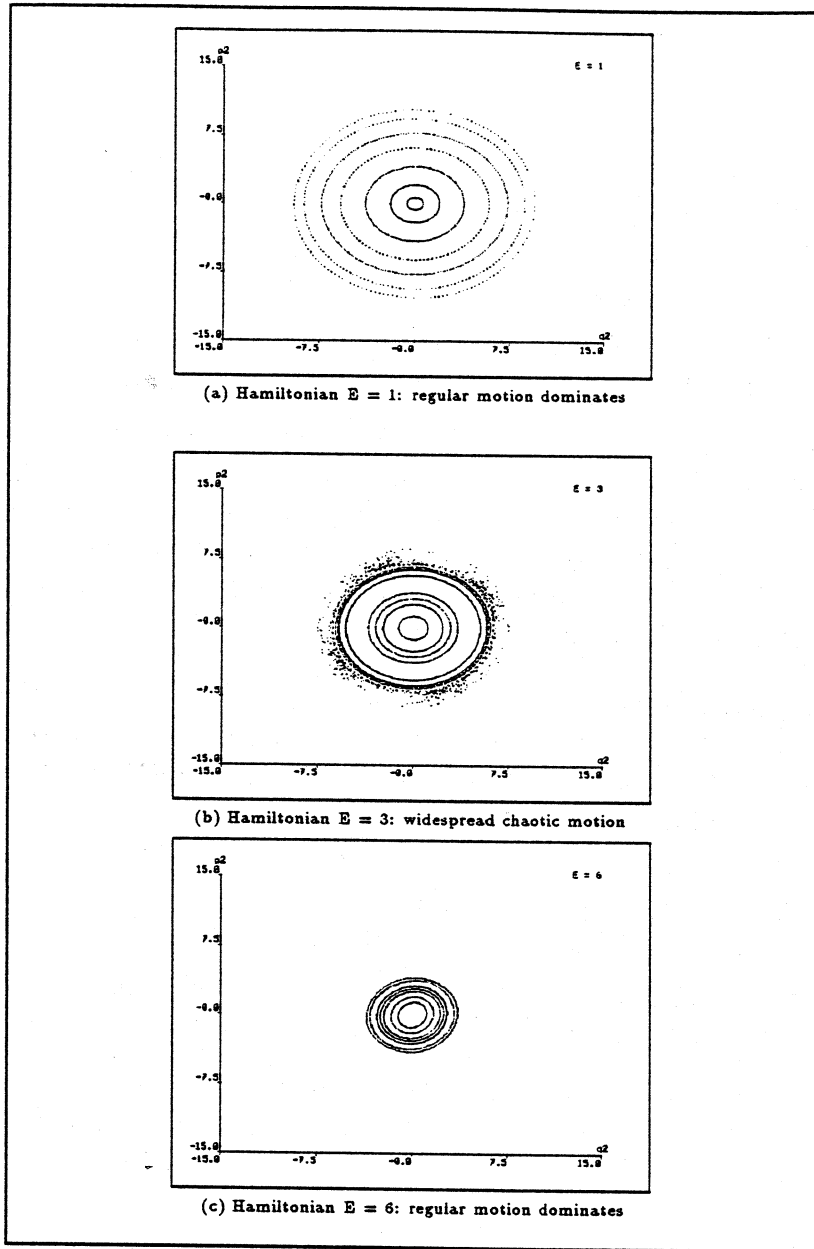 p2
15.0
E = 1
7.5
-0.0
-7.5
-15.0
q2
-15.0 -7.5 -0.0 7.5 15.0
(a) Hamiltonian E = 1: regular motion dominates
p2
15.0
E = 3
7.5
-0.0
-7.5
-15.0
q2
-15.0 -7.5 -0.0 7.5 15.0
(b) Hamiltonian E = 3: widespread chaotic motion
p2
15.0
E = 6
7.5
-0.0
-7.5
-15.0
q2
-15.0 -7.5 -0.0 7.5 15.0
(c) Hamiltonian E = 6: regular motion dominates